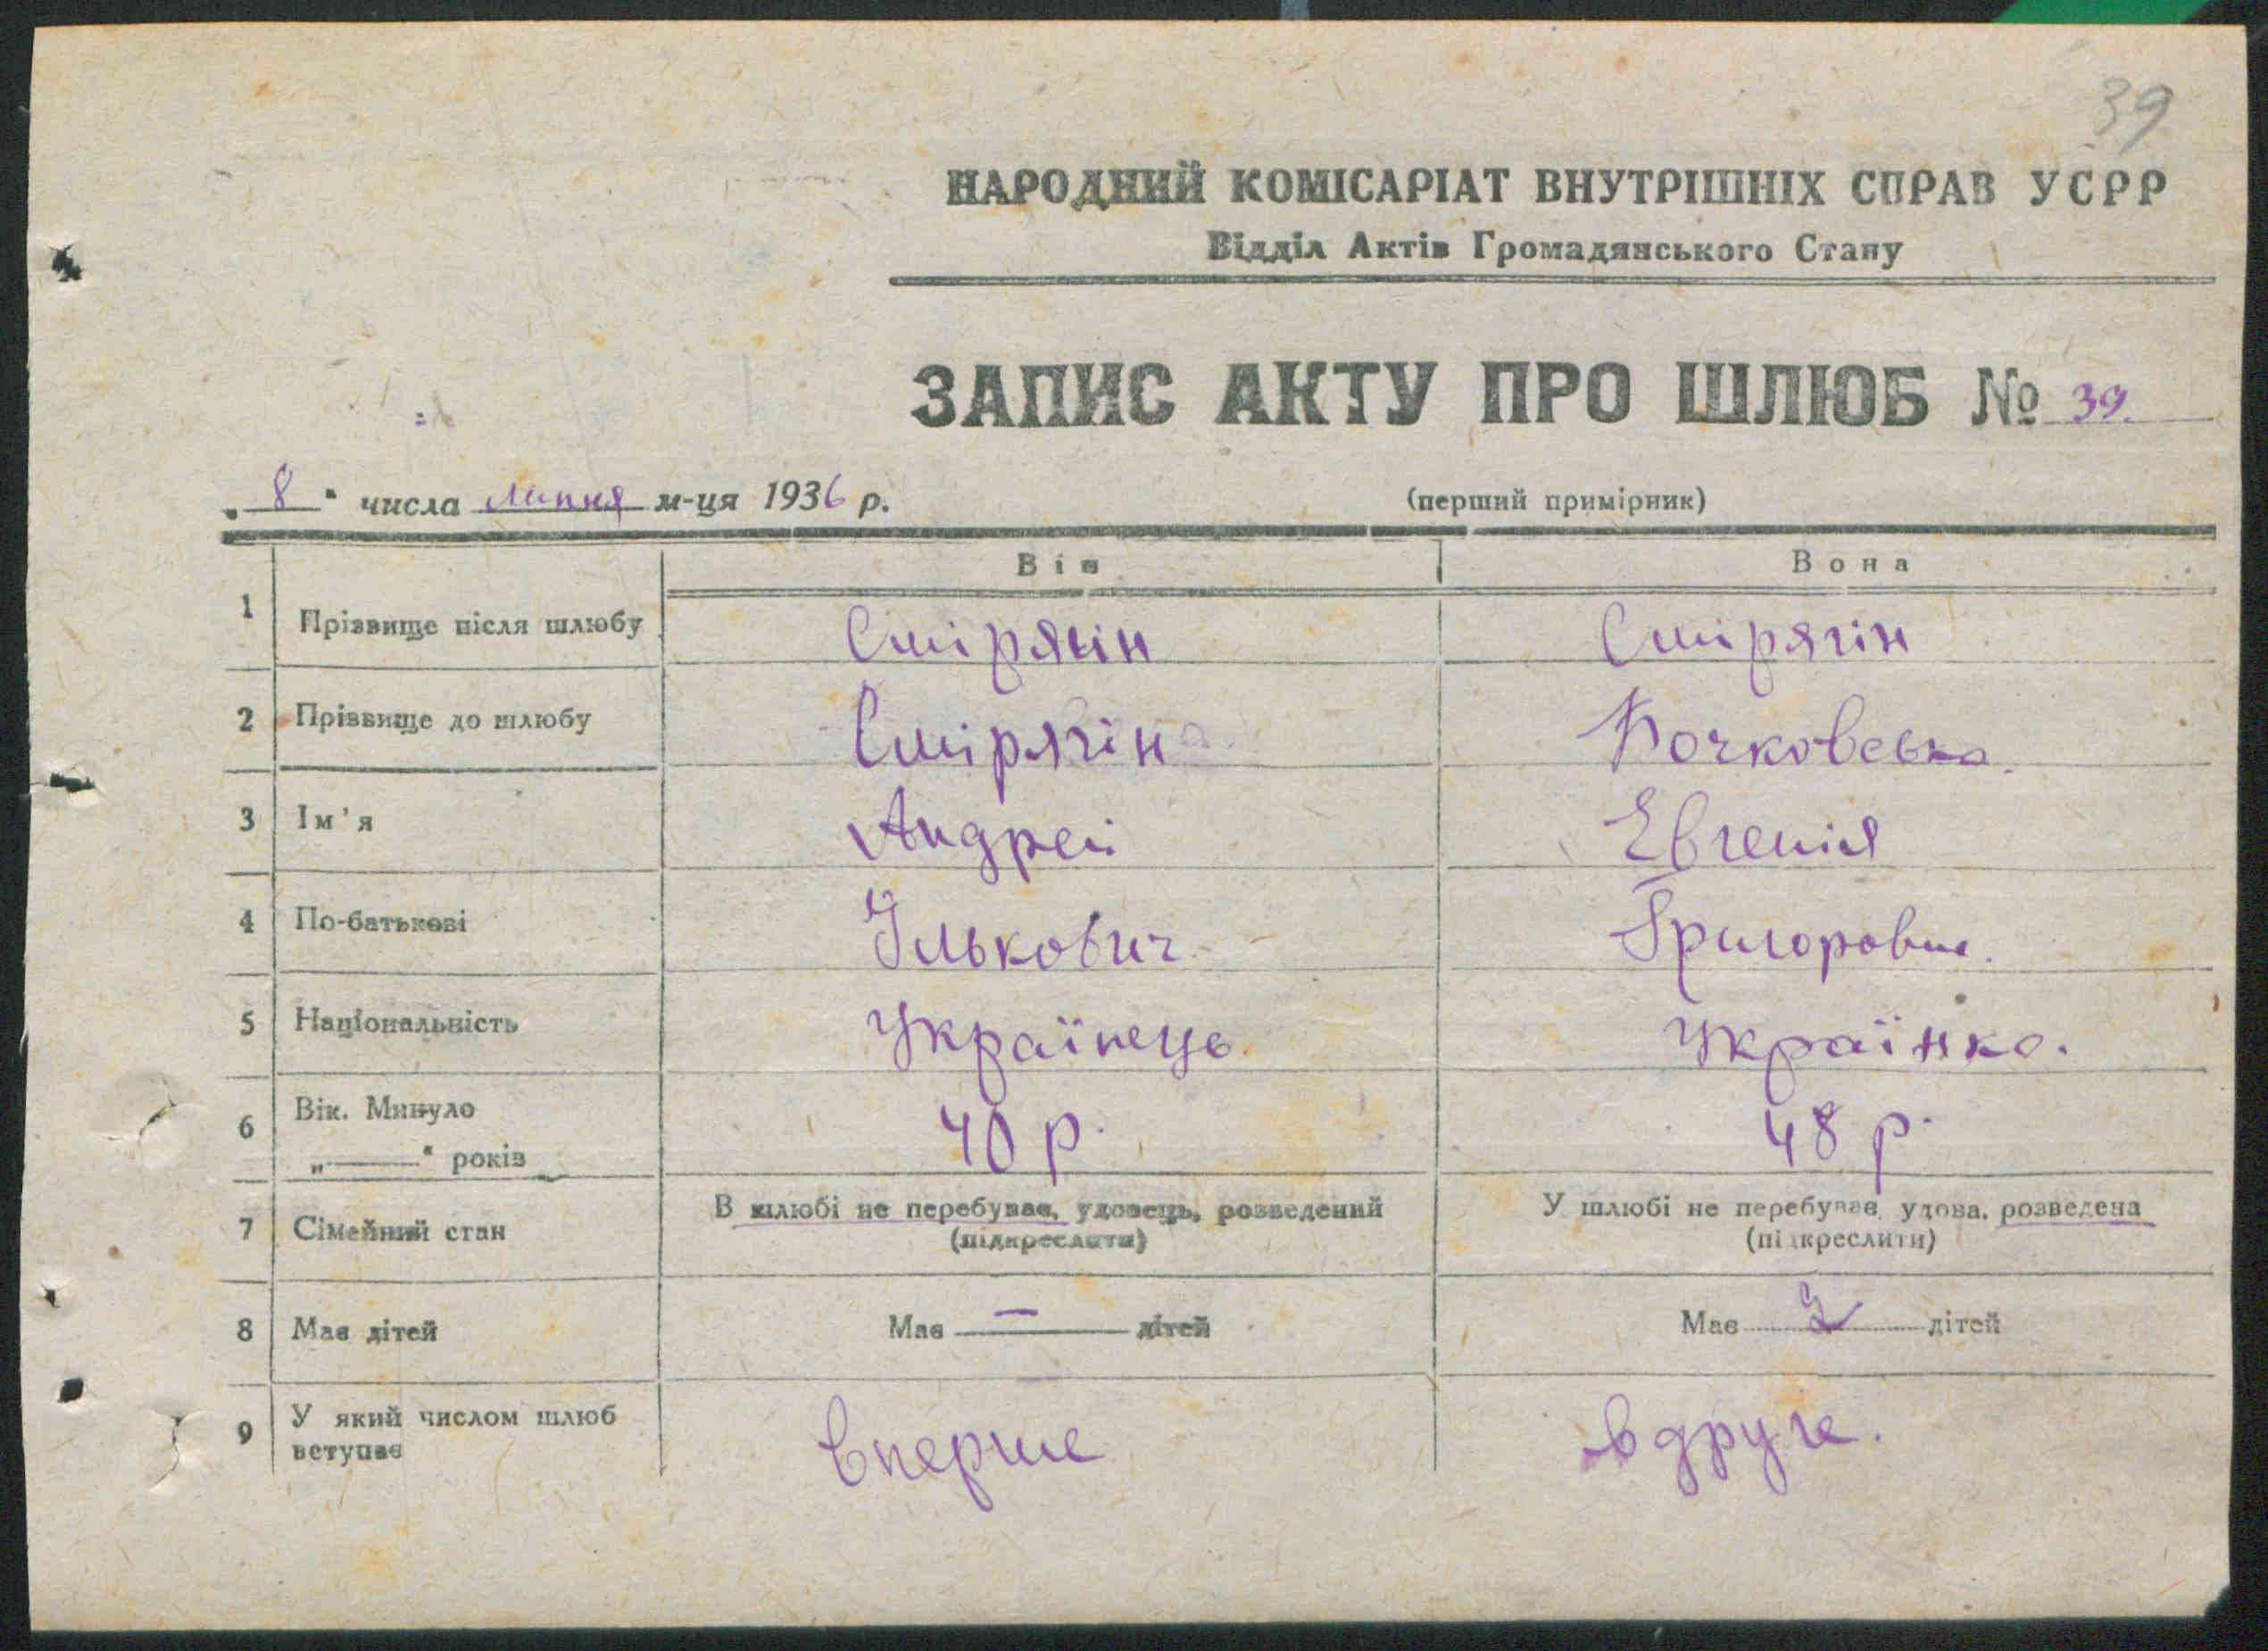 39
НАРОДНИЙ КОМІСАРІАТ ВНУТРІШНІХ СПРАВ УСРР
Відділ Актів Громадянського Стану
ЗАПИС АКТУ ПРО ШЛЮБ № 39.
„8“ числа липня м-ця 1936 р.
(перший примірник)
Він Вона
1 Прізвище після шлюбу Смірягін Смірягін
2 Прізвище до шлюбу Смірягін Бочковська.
3 Ім'я Андрей Евгенія
4 По-батькові Ількович Григоровна.
5 Національність Українець Українка.
6 Вік. Минуло 40 р. 48 р.
„——“ років
7 Сімейний стан В шлюбі не перебуває, удовець, розведений У шлюбі не перебуває, удова, розведена
(підкреслити) (підкреслити)
8 Має дітей Має — дітей Має 2 дітей
9 У який числом шлюб вступає вперше вдруге.